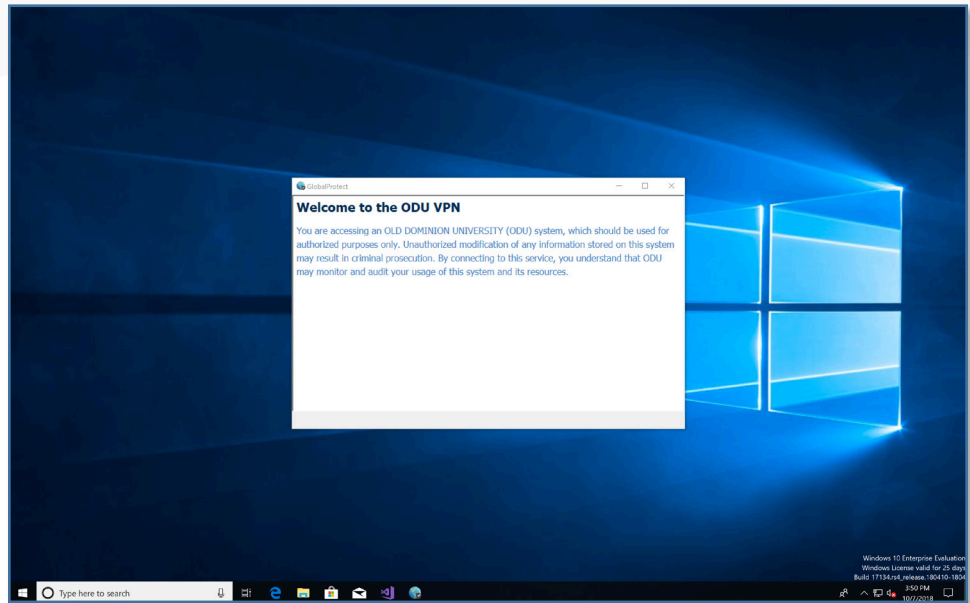 GlobalProtect
Welcome to the ODU VPN
You are accessing an OLD DOMINION UNIVERSITY (ODU) system, which should be used for
authorized purposes only. Unauthorized modification of any information stored on this system
may result in criminal prosecution. By connecting to this service, you understand that ODU
may monitor and audit your usage of this system and its resources.
Windows 10 Enterprise Evaluation
Windows License valid for 25 days
Build 17134.rs4_release.180410-1804
Type here to search
3:50 PM
10/7/2018